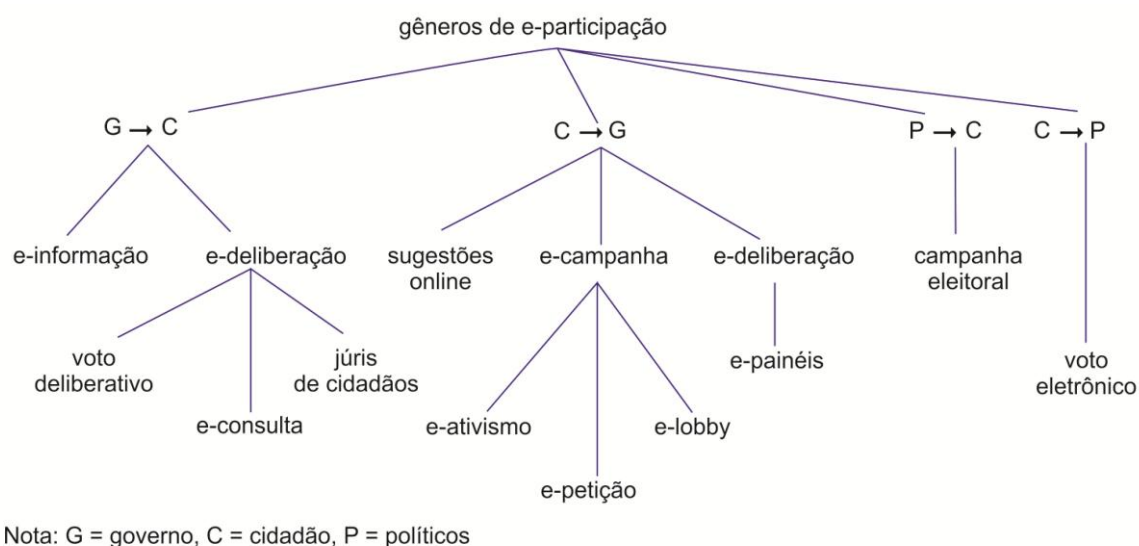 gêneros de e-participação
G → C
C → G
P → C
C → P
e-informação
e-deliberação
sugestões
online
e-campanha
e-deliberação
campanha
eleitoral
voto
deliberativo
júris
de cidadãos
e-painéis
voto
eletrônico
e-consulta
e-ativismo
e-lobby
e-petição
Nota: G = governo, C = cidadão, P = políticos